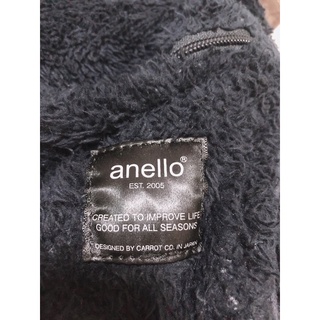 anello®
EST. 2005
CREATED TO IMPROVE LIFE
GOOD FOR ALL SEASONS
DESIGNED BY CARROT CO. IN JAPAN